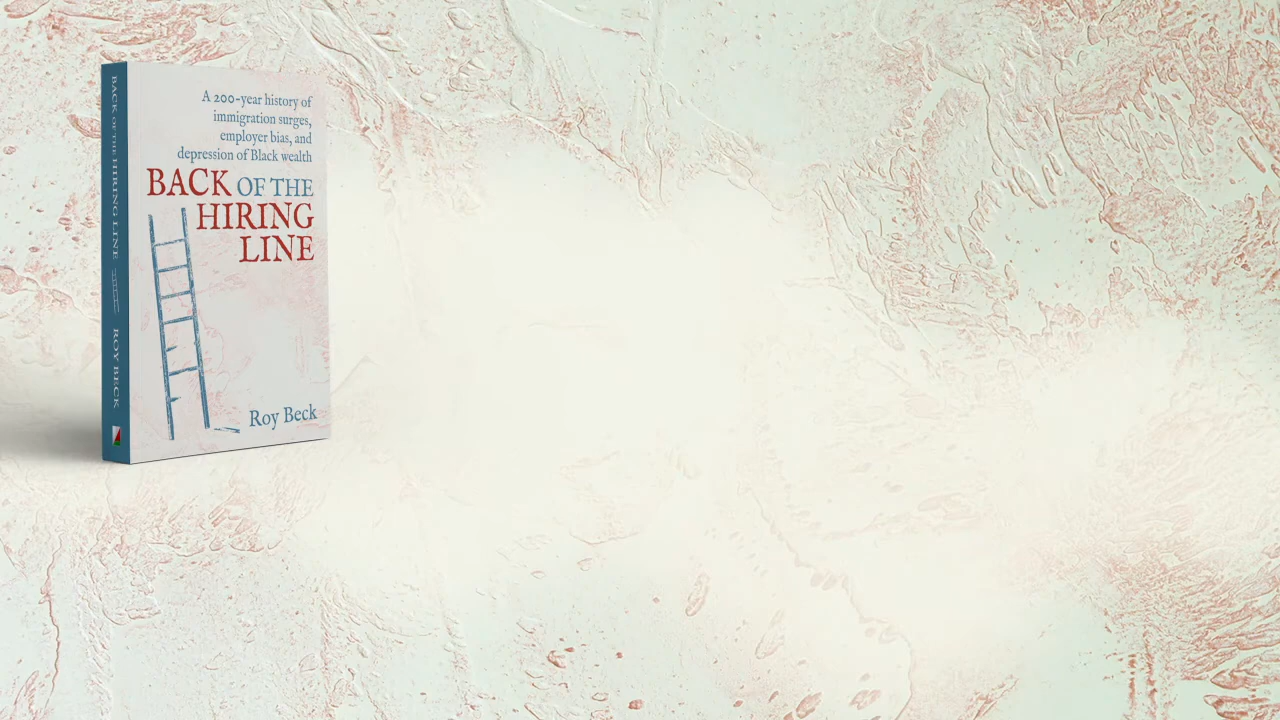 A 200-year history of
immigration surges,
employer bias, and
depression of Black wealth
BACK OF THE
HIRING
LINE
Roy Beck
BACK OF THE HIRING LINE ROY BECK